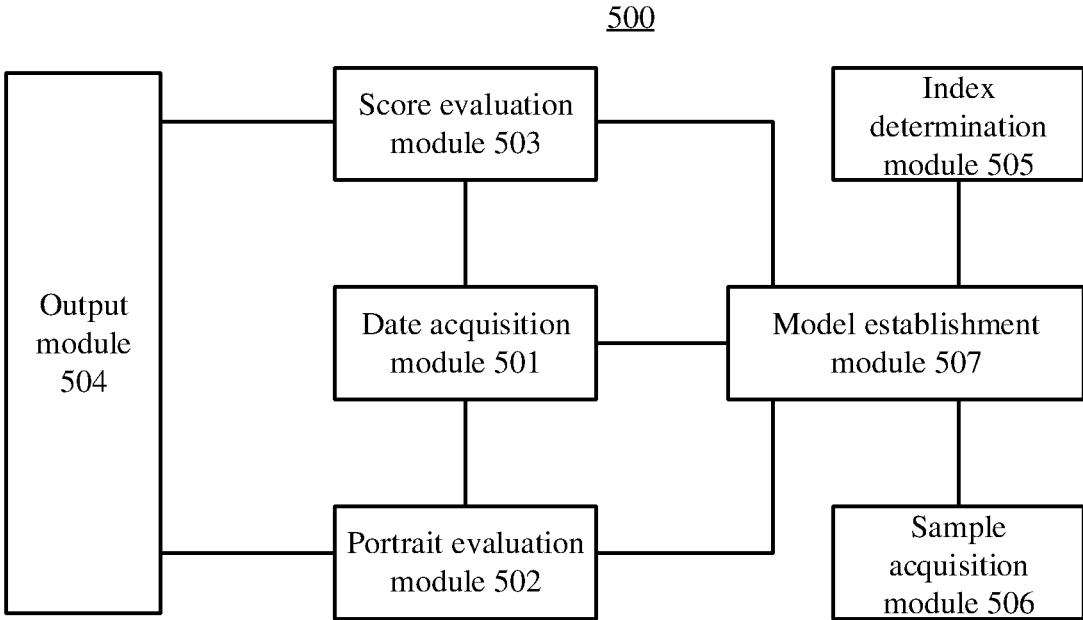 500
Score evaluation
module 503
Index
determination
module 505
Output
module
504
Date acquisition
module 501
Model establishment
module 507
Portrait evaluation
module 502
Sample
acquisition
module 506